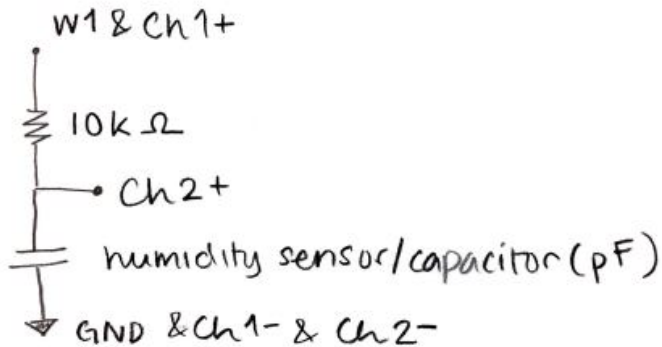 W1 & Ch1+
10k Ω
Ch2+
humidity sensor/capacitor (pF)
GND & Ch1- & Ch2-